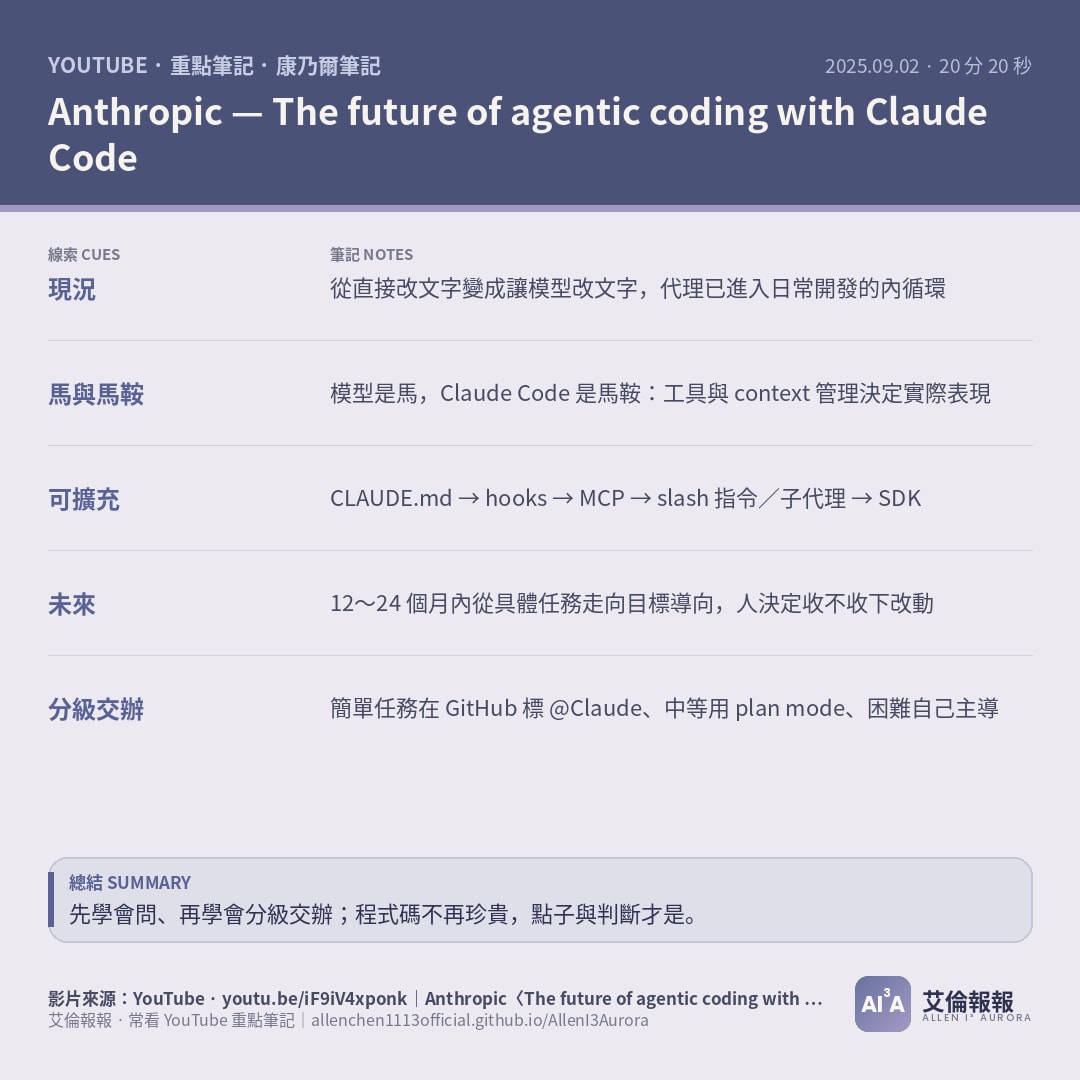 YOUTUBE · 重點筆記 · 康乃爾筆記
2025.09.02 · 20 分 20 秒
Anthropic — The future of agentic coding with Claude
Code
線索 CUES
筆記 NOTES
現況
從直接改文字變成讓模型改文字，代理已進入日常開發的內循環
馬與馬鞍
模型是馬，Claude Code 是馬鞍：工具與 context 管理決定實際表現
可擴充
CLAUDE.md → hooks → MCP → slash 指令／子代理 → SDK
未來
12～24 個月內從具體任務走向目標導向，人決定收不收下改動
分級交辦
簡單任務在 GitHub 標 @Claude、中等用 plan mode、困難自己主導
總結 SUMMARY
先學會問、再學會分級交辦；程式碼不再珍貴，點子與判斷才是。
影片來源：YouTube · youtu.be/iF9iV4xponk｜Anthropic〈The future of agentic coding with …
艾倫報報 · 常看 YouTube 重點筆記｜allenchen1113official.github.io/AllenI3Aurora
AI³A
艾倫報報
ALLEN I³ AURORA